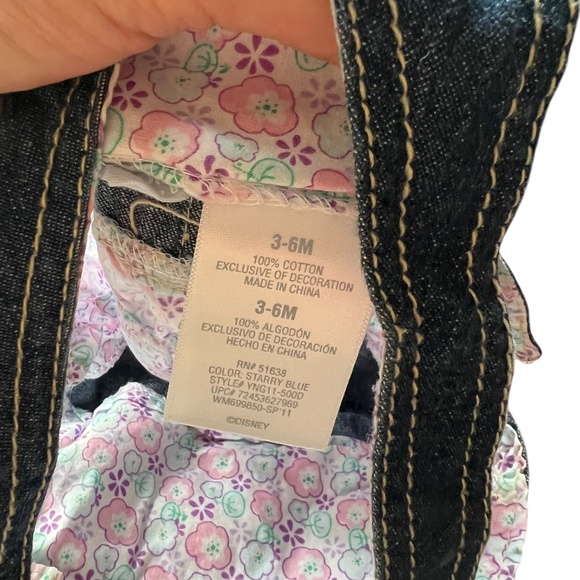 3-6M
100% COTTON
EXCLUSIVE OF DECORATION
MADE IN CHINA
3-6M
100% ALGODÓN
EXCLUSIVO DE DECORACIÓN
HECHO EN CHINA
RN# 51638
COLOR: STARRY BLUE
STYLE# YNG11-500D
UPC# 72453627969
WM699850-SP'11
©DISNEY